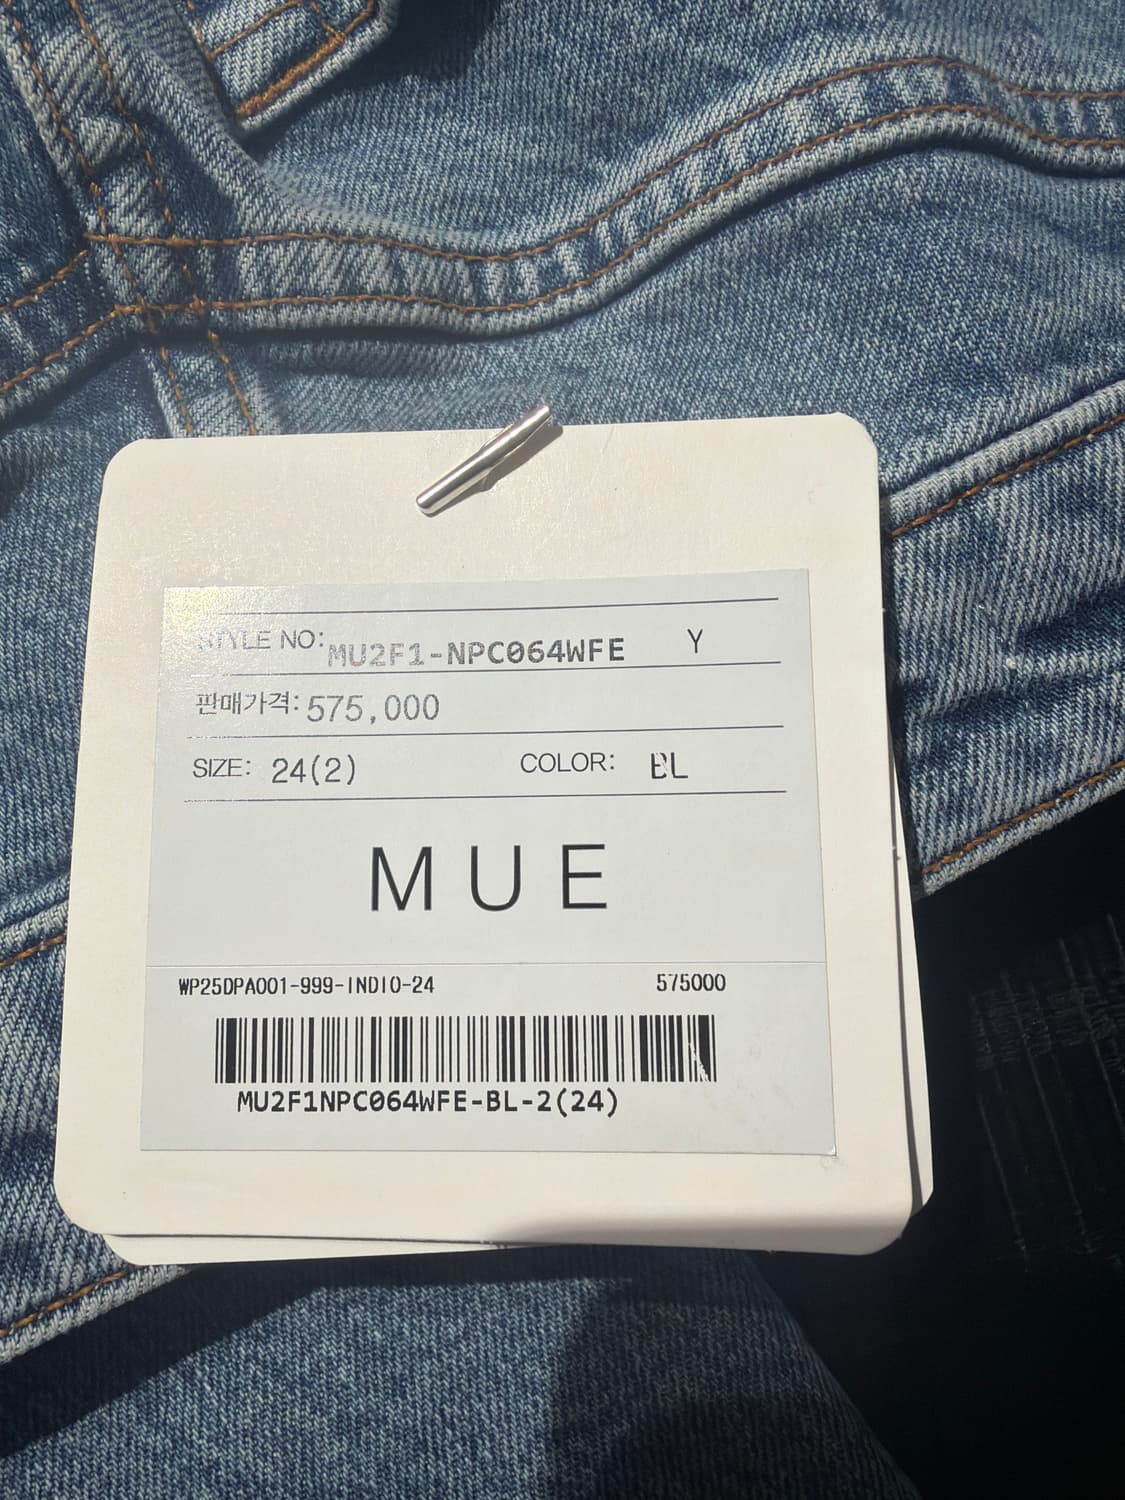 STYLE NO: MU2F1-NPC064WFE Y
판매가격: 575,000
SIZE: 24(2) COLOR: BL
MUE
WP25DPA001-999-INDIO-24 575000
MU2F1NPC064WFE-BL-2(24)